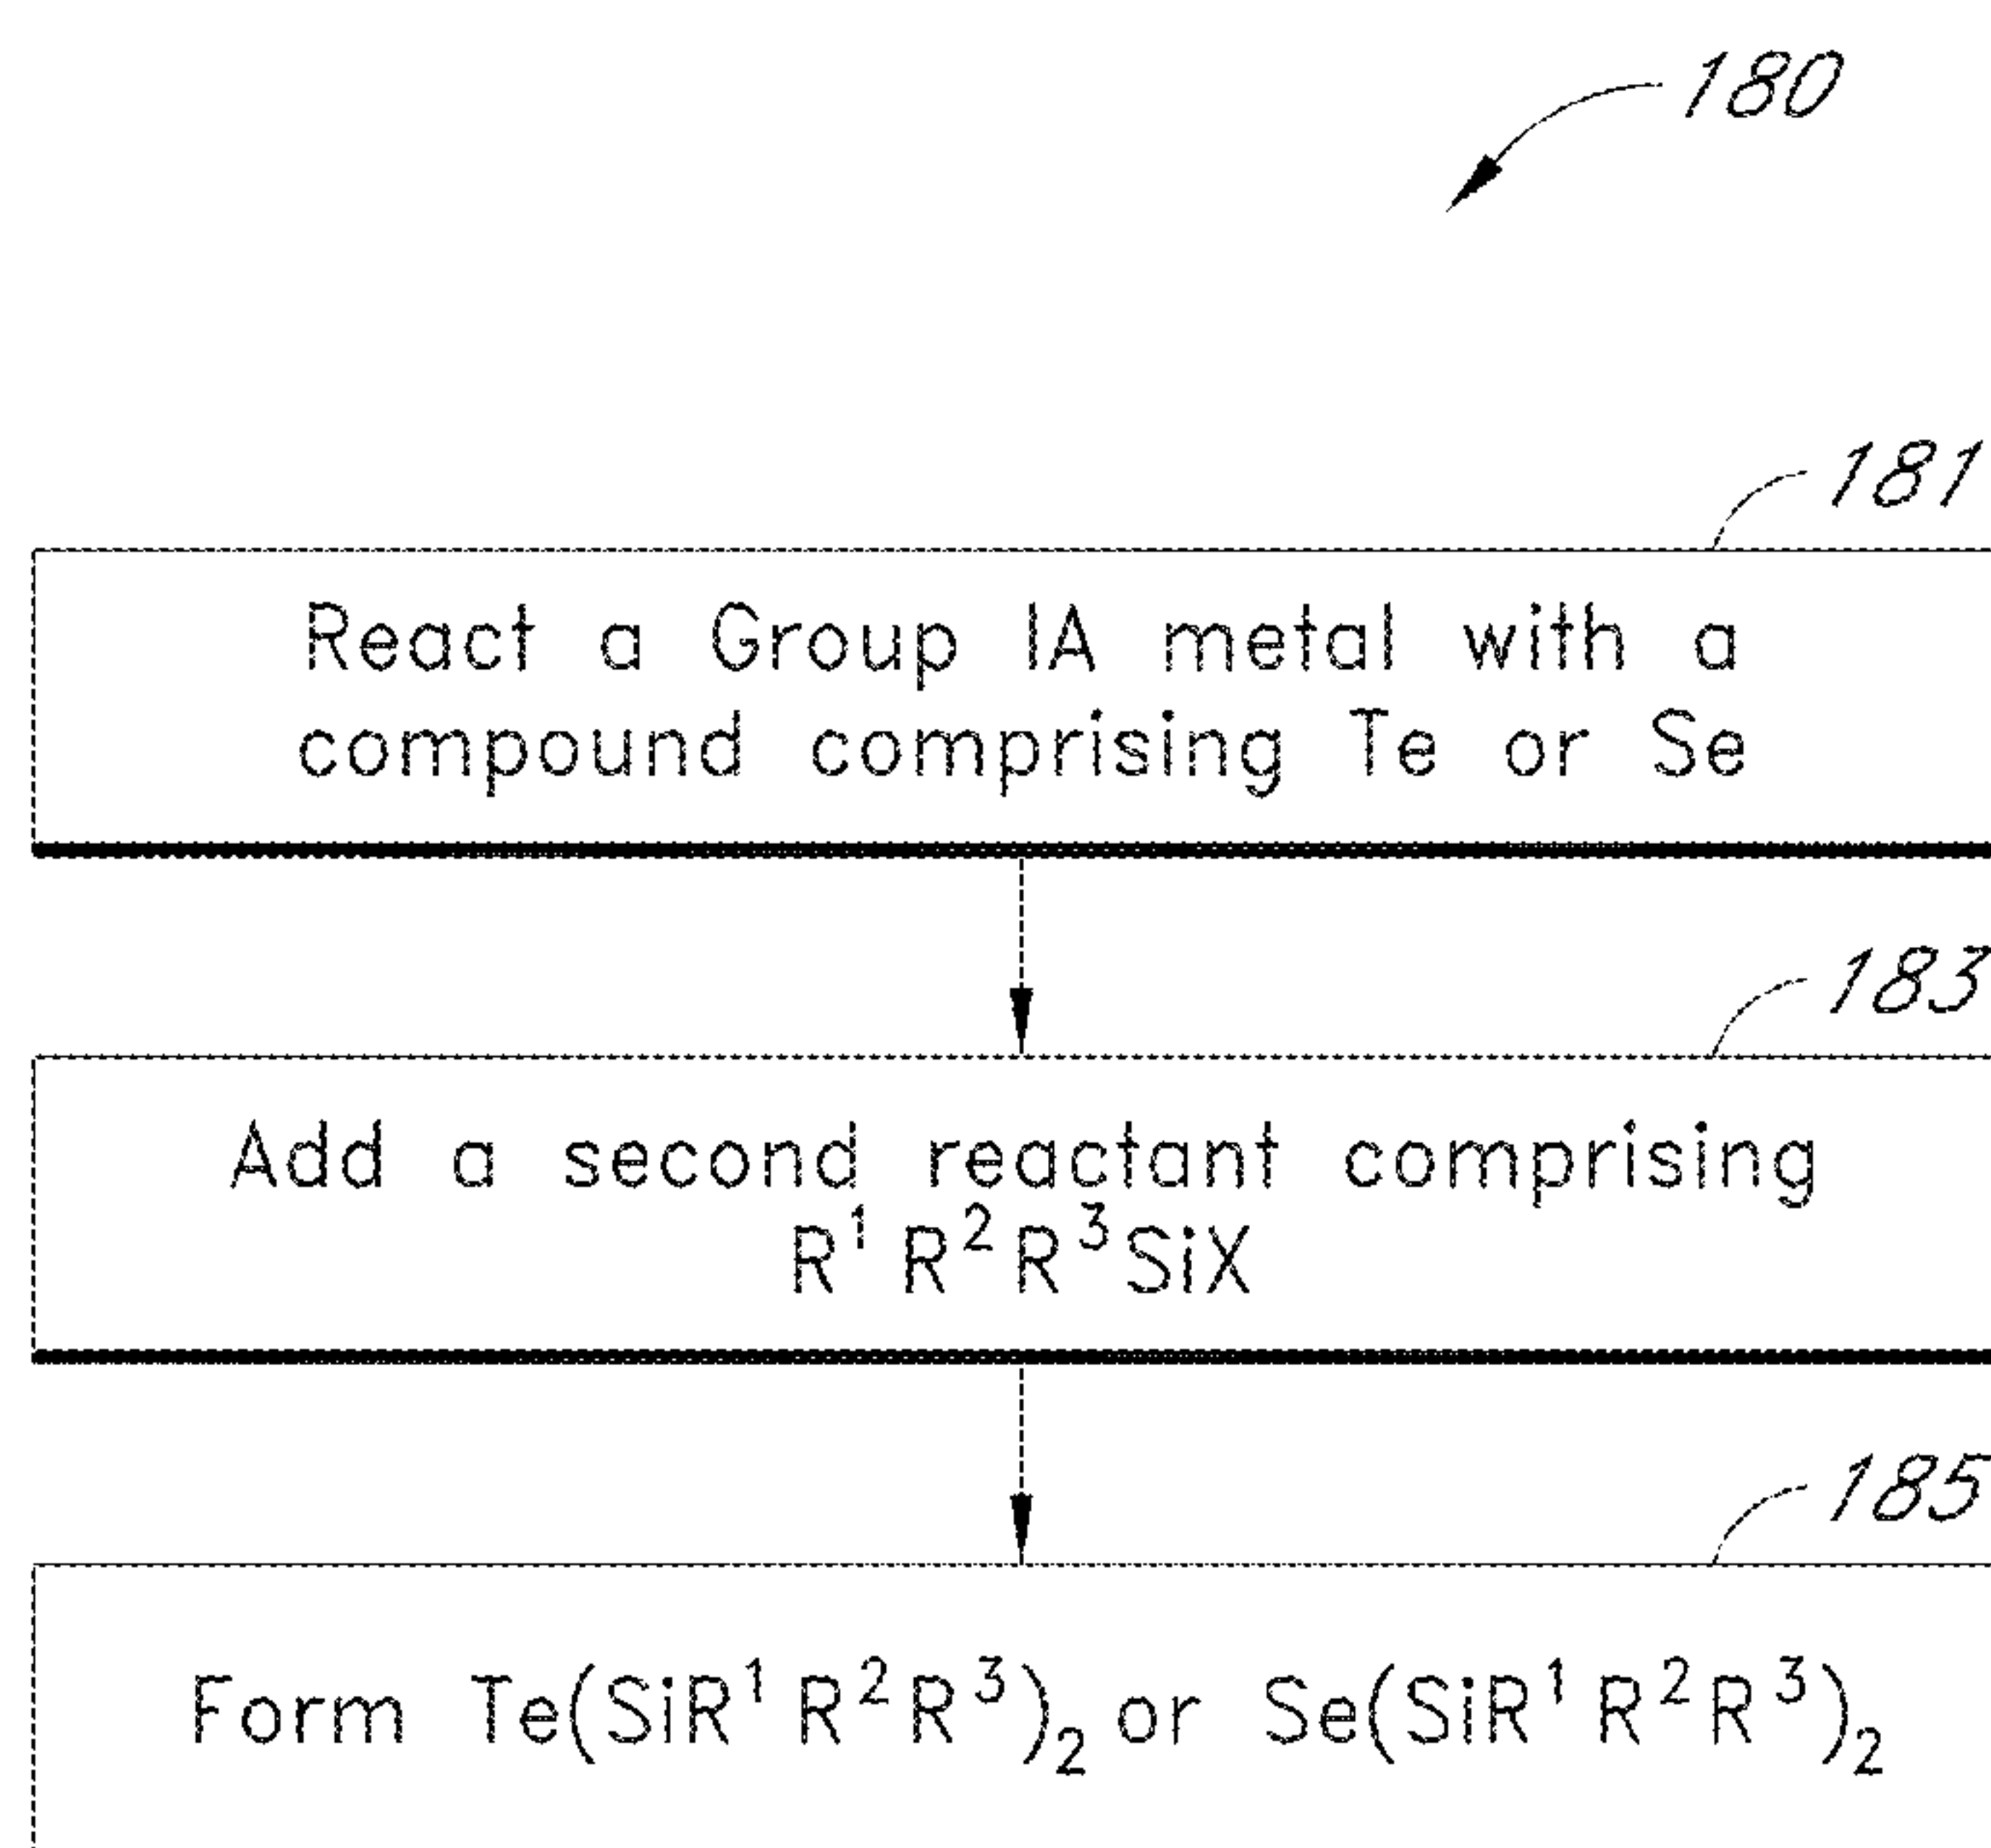 180
181
React a Group IA metal with a
compound comprising Te or Se
183
Add a second reactant comprising
R¹R²R³SiX
185
Form Te(SiR¹R²R³)₂ or Se(SiR¹R²R³)₂